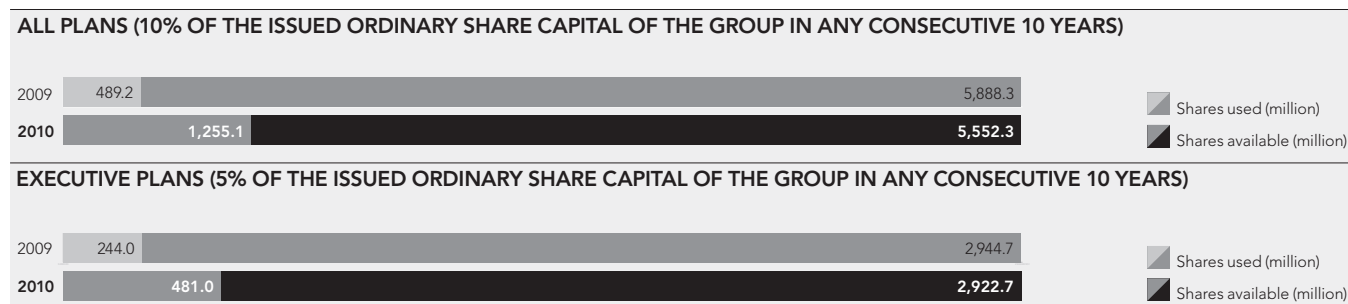 ALL PLANS (10% OF THE ISSUED ORDINARY SHARE CAPITAL OF THE GROUP IN ANY CONSECUTIVE 10 YEARS)
2009 489.2 5,888.3
Shares used (million)
2010 1,255.1 5,552.3
Shares available (million)
EXECUTIVE PLANS (5% OF THE ISSUED ORDINARY SHARE CAPITAL OF THE GROUP IN ANY CONSECUTIVE 10 YEARS)
2009 244.0 2,944.7
Shares used (million)
2010 481.0 2,922.7
Shares available (million)